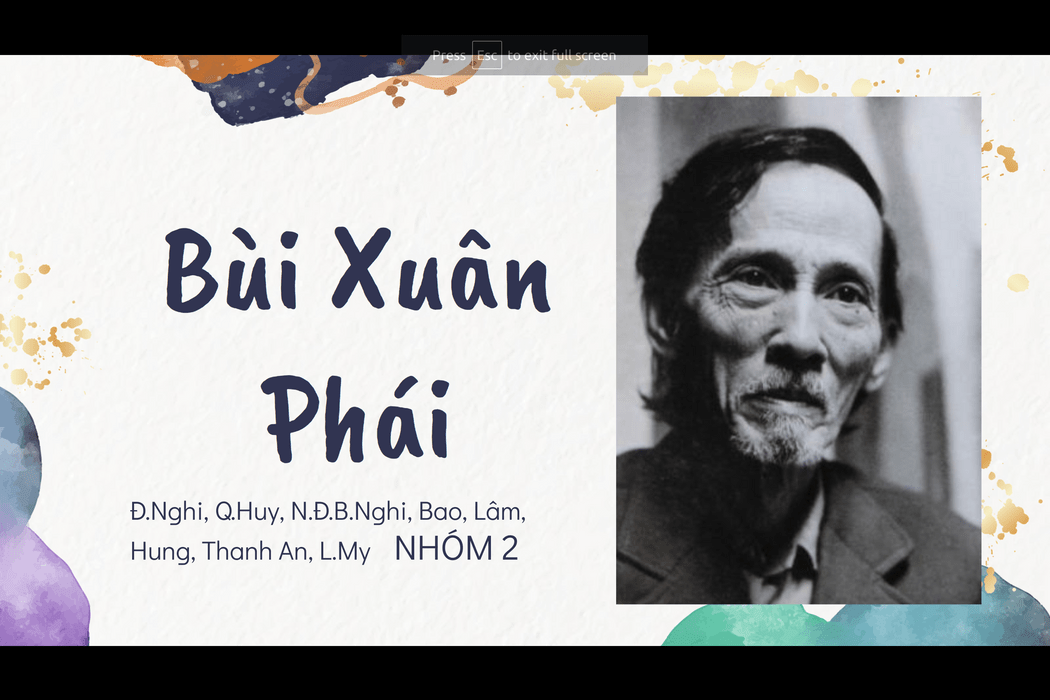 Press Esc to exit full screen
Bùi Xuân
Phái
Đ.Nghi, Q.Huy, N.Đ.B.Nghi, Bao, Lâm,
Hung, Thanh An, L.My NHÓM 2